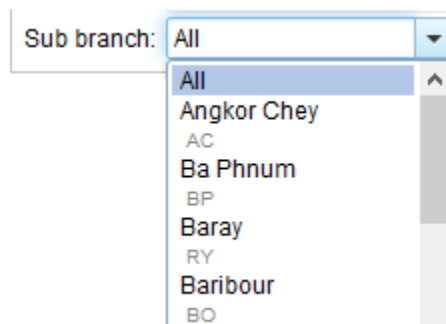 Sub branch: All
All
Angkor Chey
AC
Ba Phnum
BP
Baray
RY
Baribour
BO